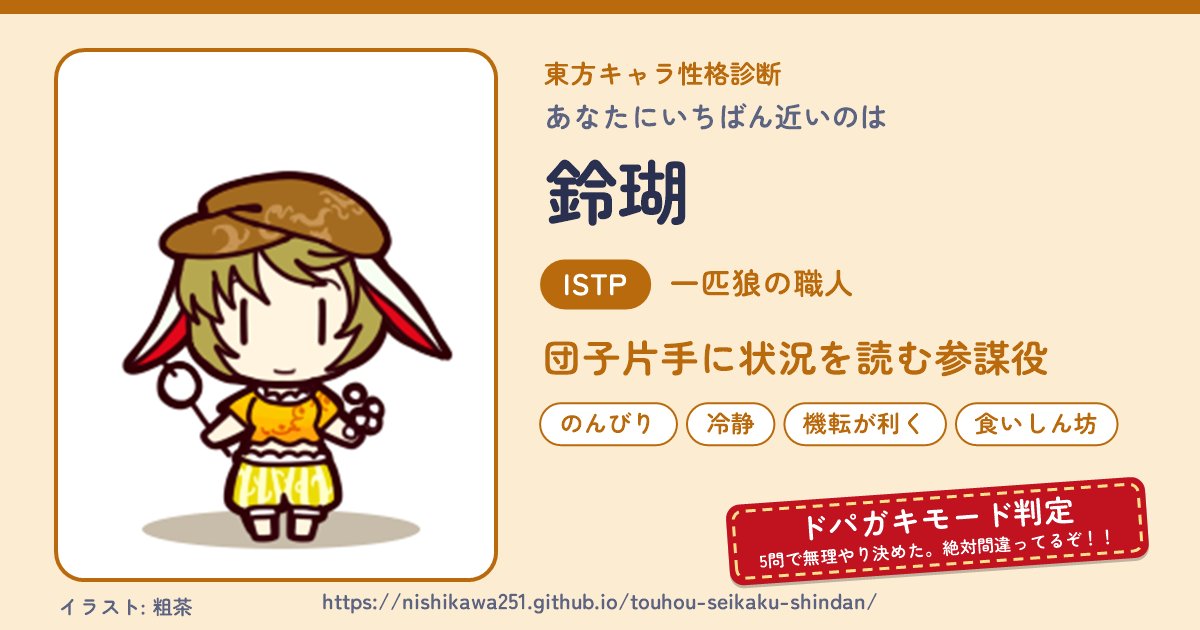 東方キャラ性格診断
あなたにいちばん近いのは
鈴瑚
ISTP 一匹狼の職人
団子片手に状況を読む参謀役
のんびり 冷静 機転が利く 食いしん坊
ドパガキモード判定
5問で無理やり決めた。絶対間違ってるぞ！！
イラスト: 粗茶
https://nishikawa251.github.io/touhou-seikaku-shindan/